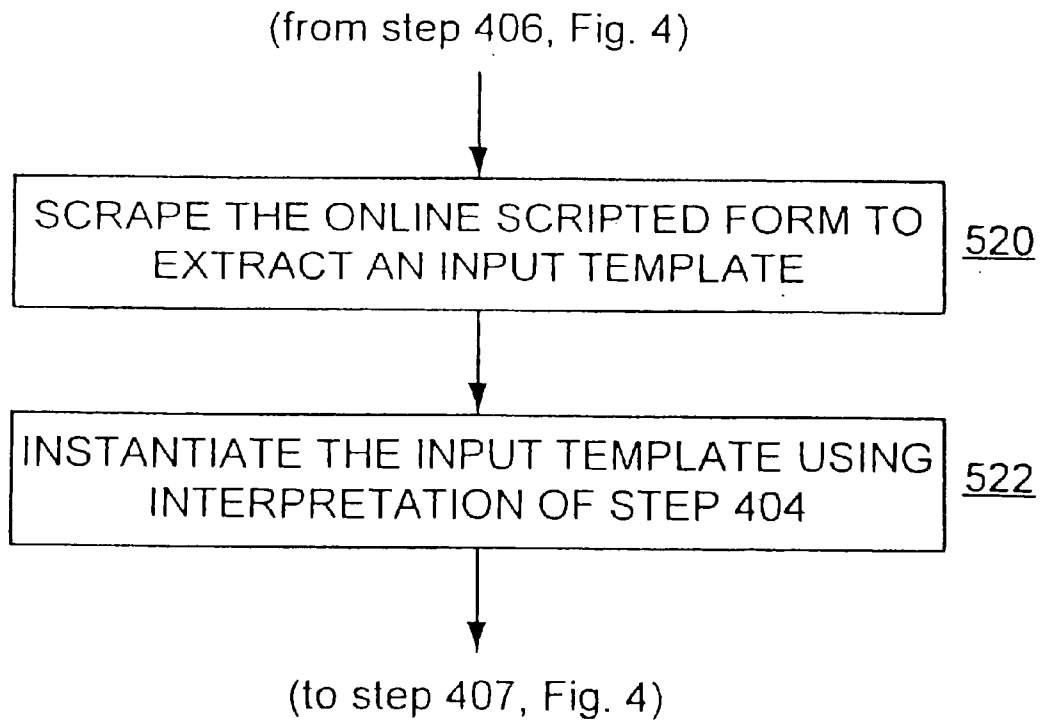 (from step 406, Fig. 4)
SCRAPE THE ONLINE SCRIPTED FORM TO
EXTRACT AN INPUT TEMPLATE
520
INSTANTIATE THE INPUT TEMPLATE USING
INTERPRETATION OF STEP 404
522
(to step 407, Fig. 4)